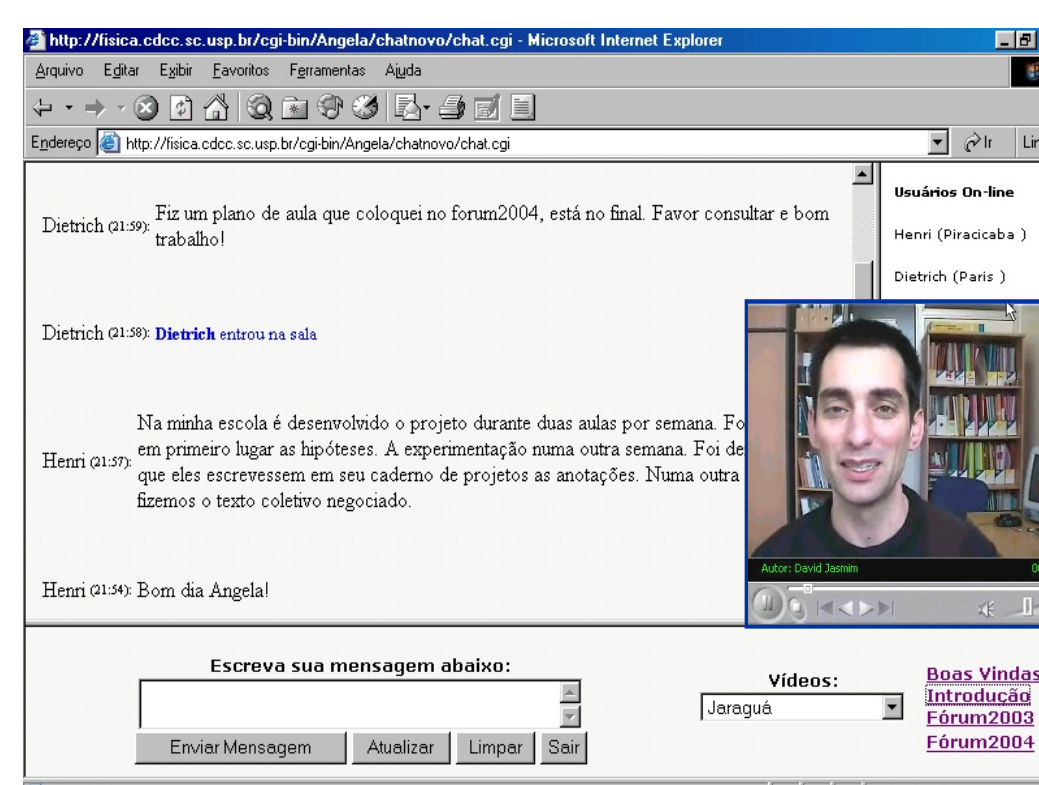 http://fisica.cdcc.sc.usp.br/cgi-bin/Angela/chatnovo/chat.cgi - Microsoft Internet Explorer
Arquivo Editar Exibir Favoritos Ferramentas Ajuda
Endereço http://fisica.cdcc.sc.usp.br/cgi-bin/Angela/chatnovo/chat.cgi Ir
Usuários On-line
Henri (Piracicaba )
Dietrich (Paris )
Dietrich (21:59): Fiz um plano de aula que coloquei no forum2004, está no final. Favor consultar e bom
trabalho!
Dietrich (21:58): Dietrich entrou na sala
Na minha escola é desenvolvido o projeto durante duas aulas por semana. Fo
em primeiro lugar as hipóteses. A experimentação numa outra semana. Foi de
Henri (21:57): que eles escrevessem em seu caderno de projetos as anotações. Numa outra
fizemos o texto coletivo negociado.
Henri (21:54): Bom dia Angela!
Autor: David Jasmim
Escreva sua mensagem abaixo:
Enviar Mensagem Atualizar Limpar Sair
Vídeos:
Jaraguá
Boas Vindas
Introdução
Fórum2003
Fórum2004